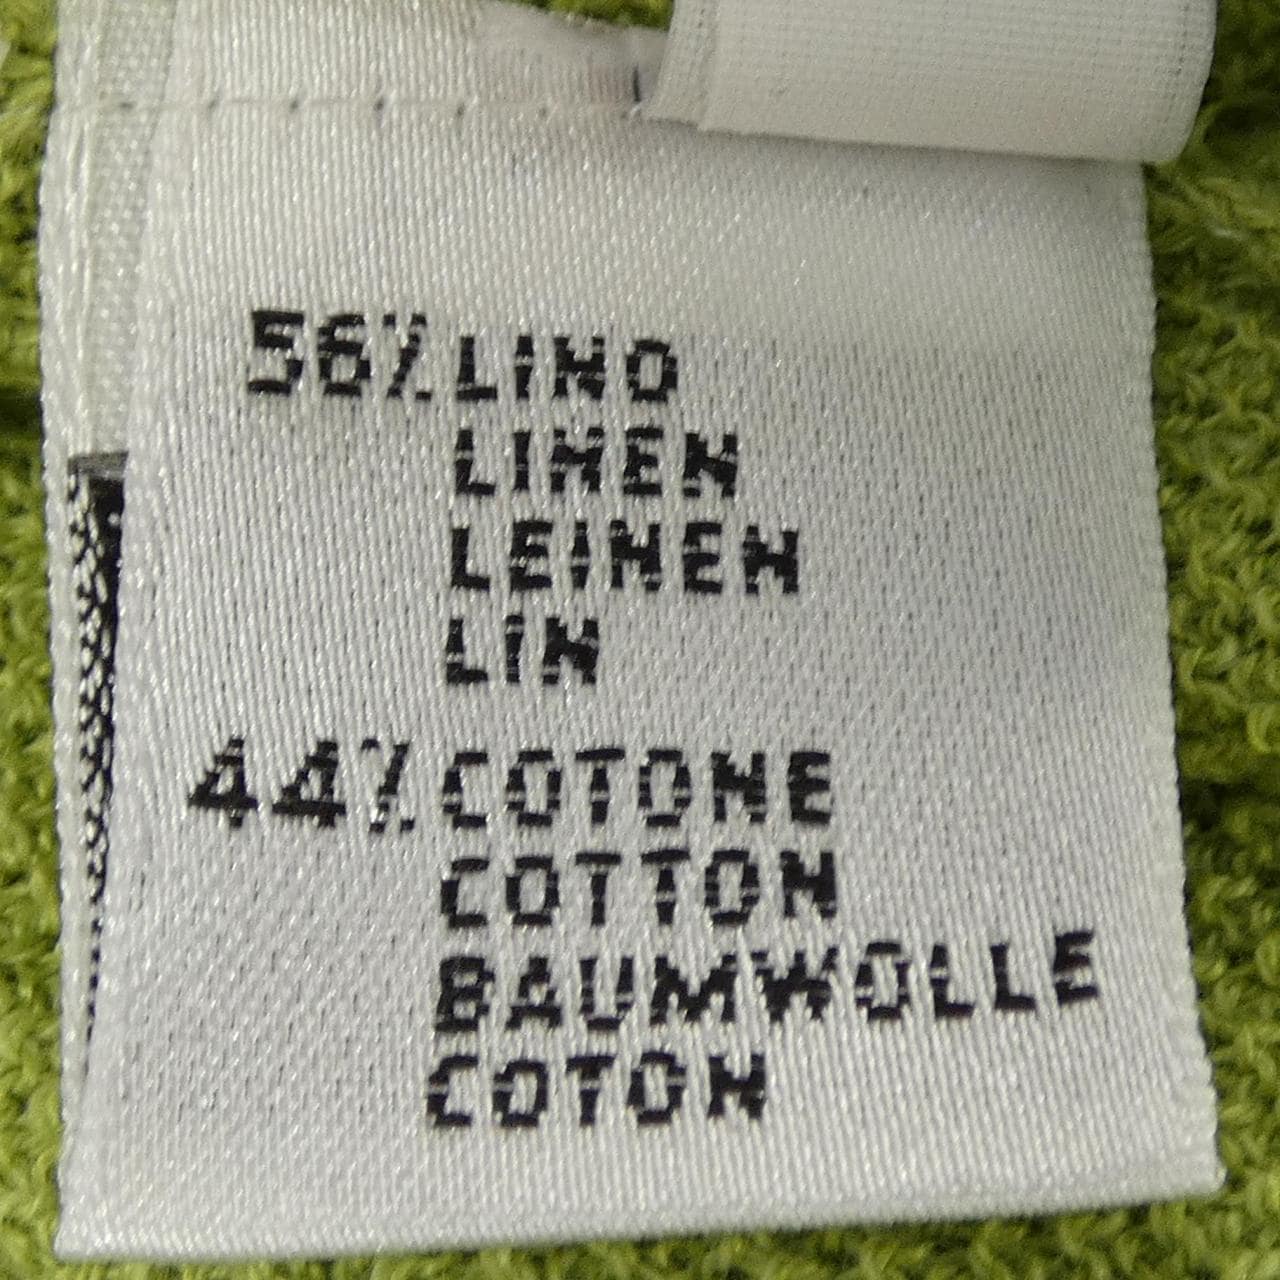 56% LINO
LINEN
LEINEN
LIN
44% COTONE
COTTON
BAUMWOLLE
COTON